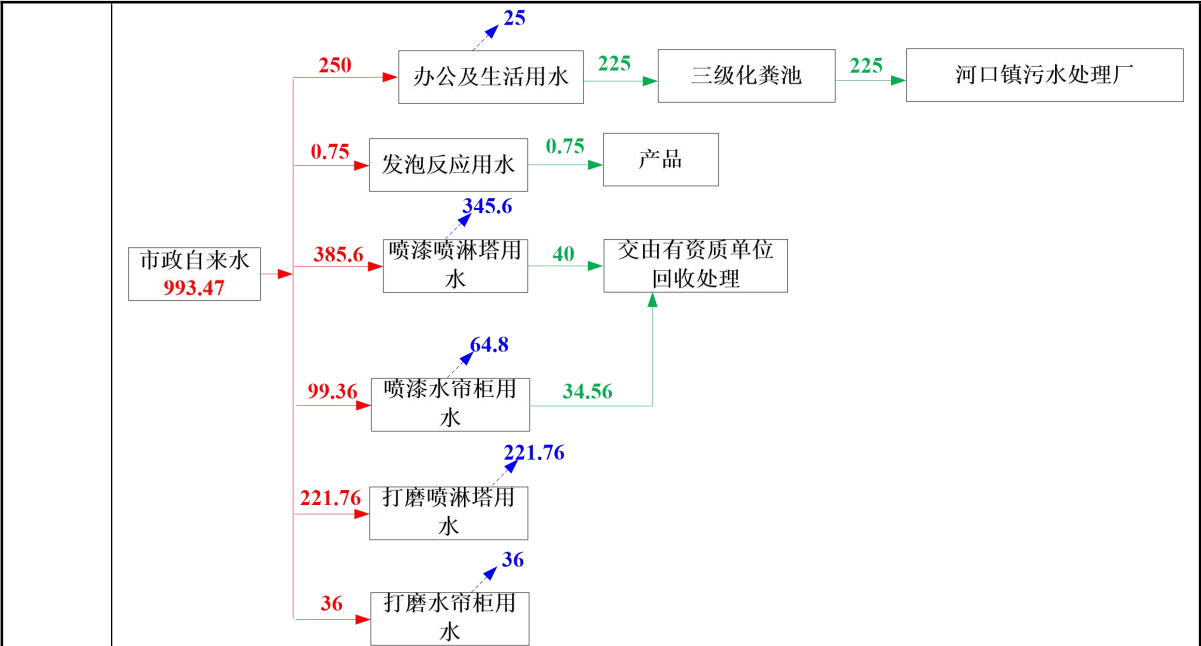 25
250
办公及生活用水
225
三级化粪池
225
河口镇污水处理厂
0.75
发泡反应用水
0.75
产品
345.6
市政自来水
993.47
385.6
喷漆喷淋塔用
水
40
交由有资质单位
回收处理
64.8
99.36
喷漆水帘柜用
水
34.56
221.76
221.76
打磨喷淋塔用
水
36
36
打磨水帘柜用
水